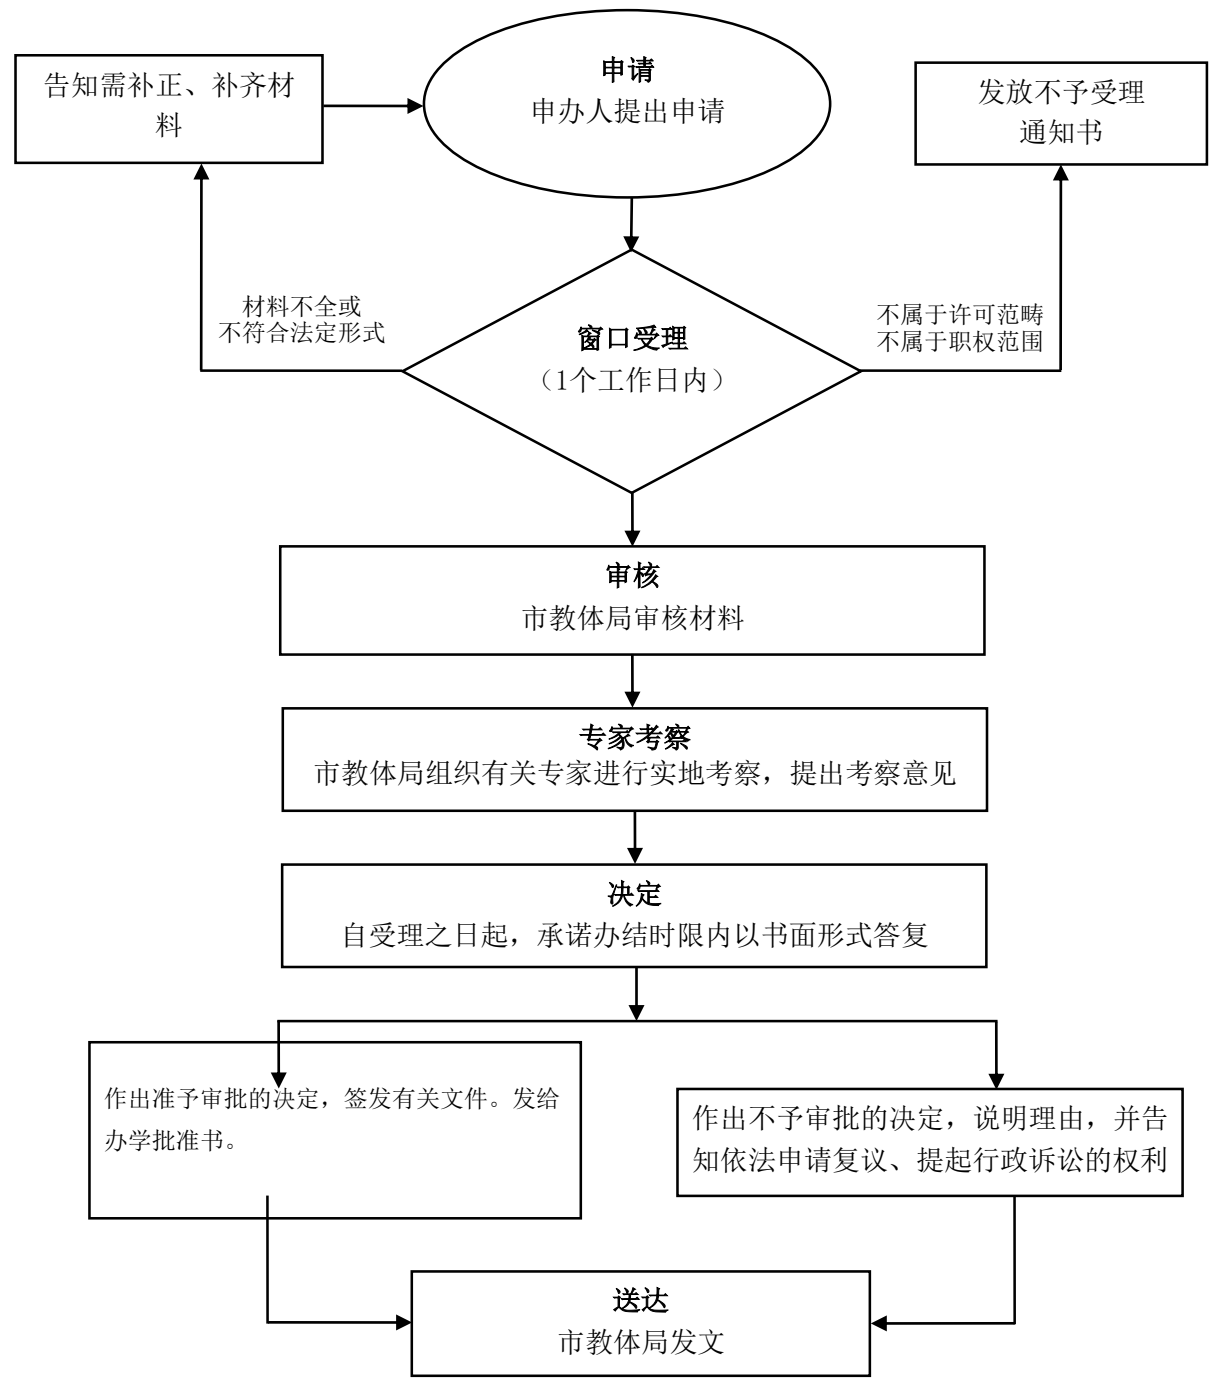 申请
申办人提出申请
告知需补正、补齐材
料
发放不予受理
通知书
材料不全或
不符合法定形式
窗口受理
（1个工作日内）
不属于许可范畴
不属于职权范围
审核
市教体局审核材料
专家考察
市教体局组织有关专家进行实地考察，提出考察意见
决定
自受理之日起，承诺办结时限内以书面形式答复
作出准予审批的决定，签发有关文件。发给
办学批准书。
作出不予审批的决定，说明理由，并告
知依法申请复议、提起行政诉讼的权利
送达
市教体局发文